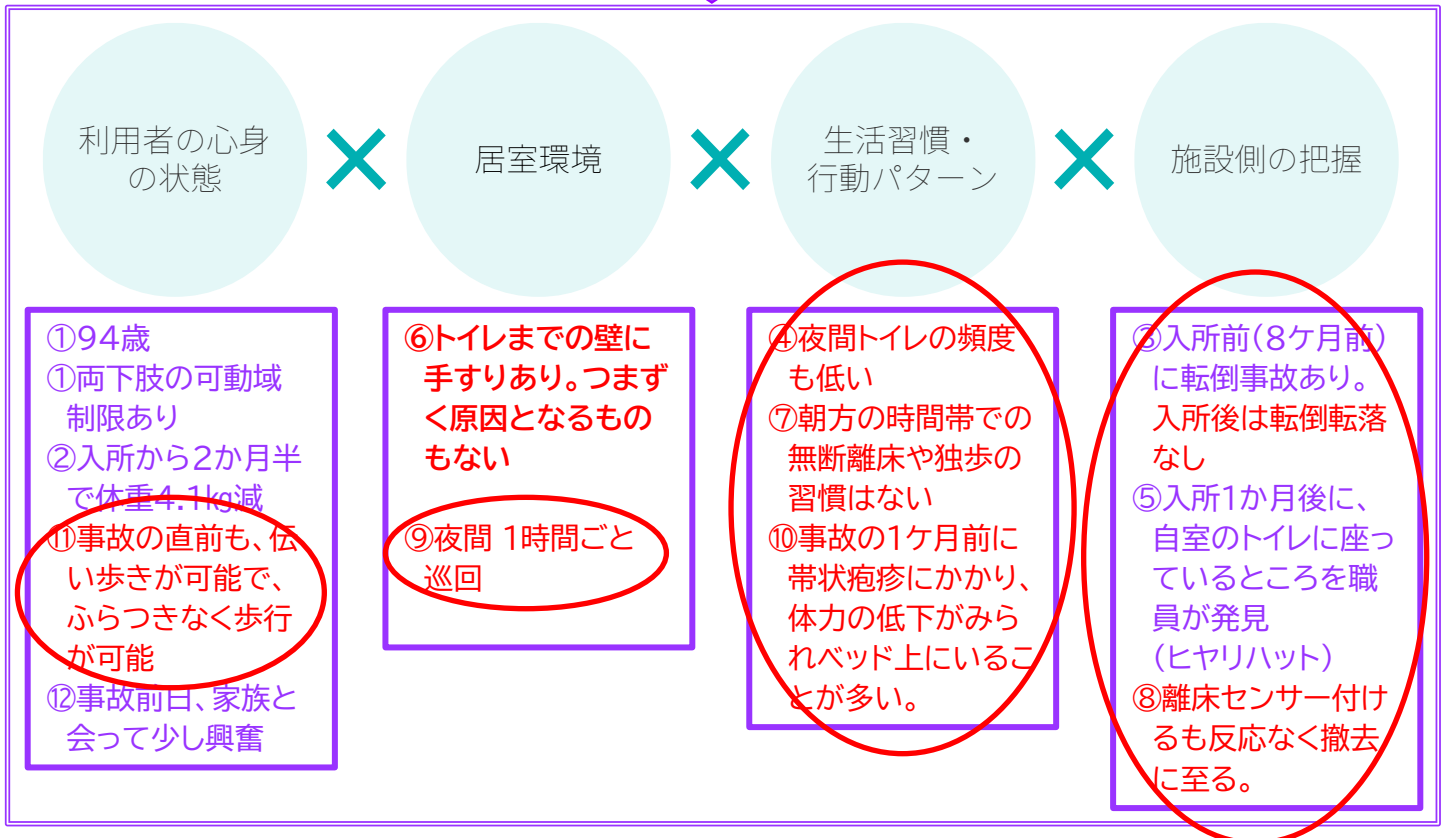 利用者の心身
の状態
×
居室環境
×
生活習慣・
行動パターン
×
施設側の把握
①94歳
①両下肢の可動域
制限あり
②入所から2か月半
で体重4.1kg減
⑪事故の直前も、伝
い歩きが可能で、
ふらつきなく歩行
が可能
⑫事故前日、家族と
会って少し興奮
⑥トイレまでの壁に
手すりあり。つまず
く原因となるもの
もない
⑨夜間 1時間ごと
巡回
④夜間トイレの頻度
も低い
⑦朝方の時間帯での
無断離床や独歩の
習慣はない
⑩事故の1ケ月前に
帯状疱疹にかかり、
体力の低下がみら
れベッド上にいるこ
とが多い。
③入所前(8ケ月前)
に転倒事故あり。
入所後は転倒転落
なし
⑤入所1か月後に、
自室のトイレに座っ
ているところを職
員が発見
(ヒヤリハット)
⑧離床センサー付け
るも反応なく撤去
に至る。